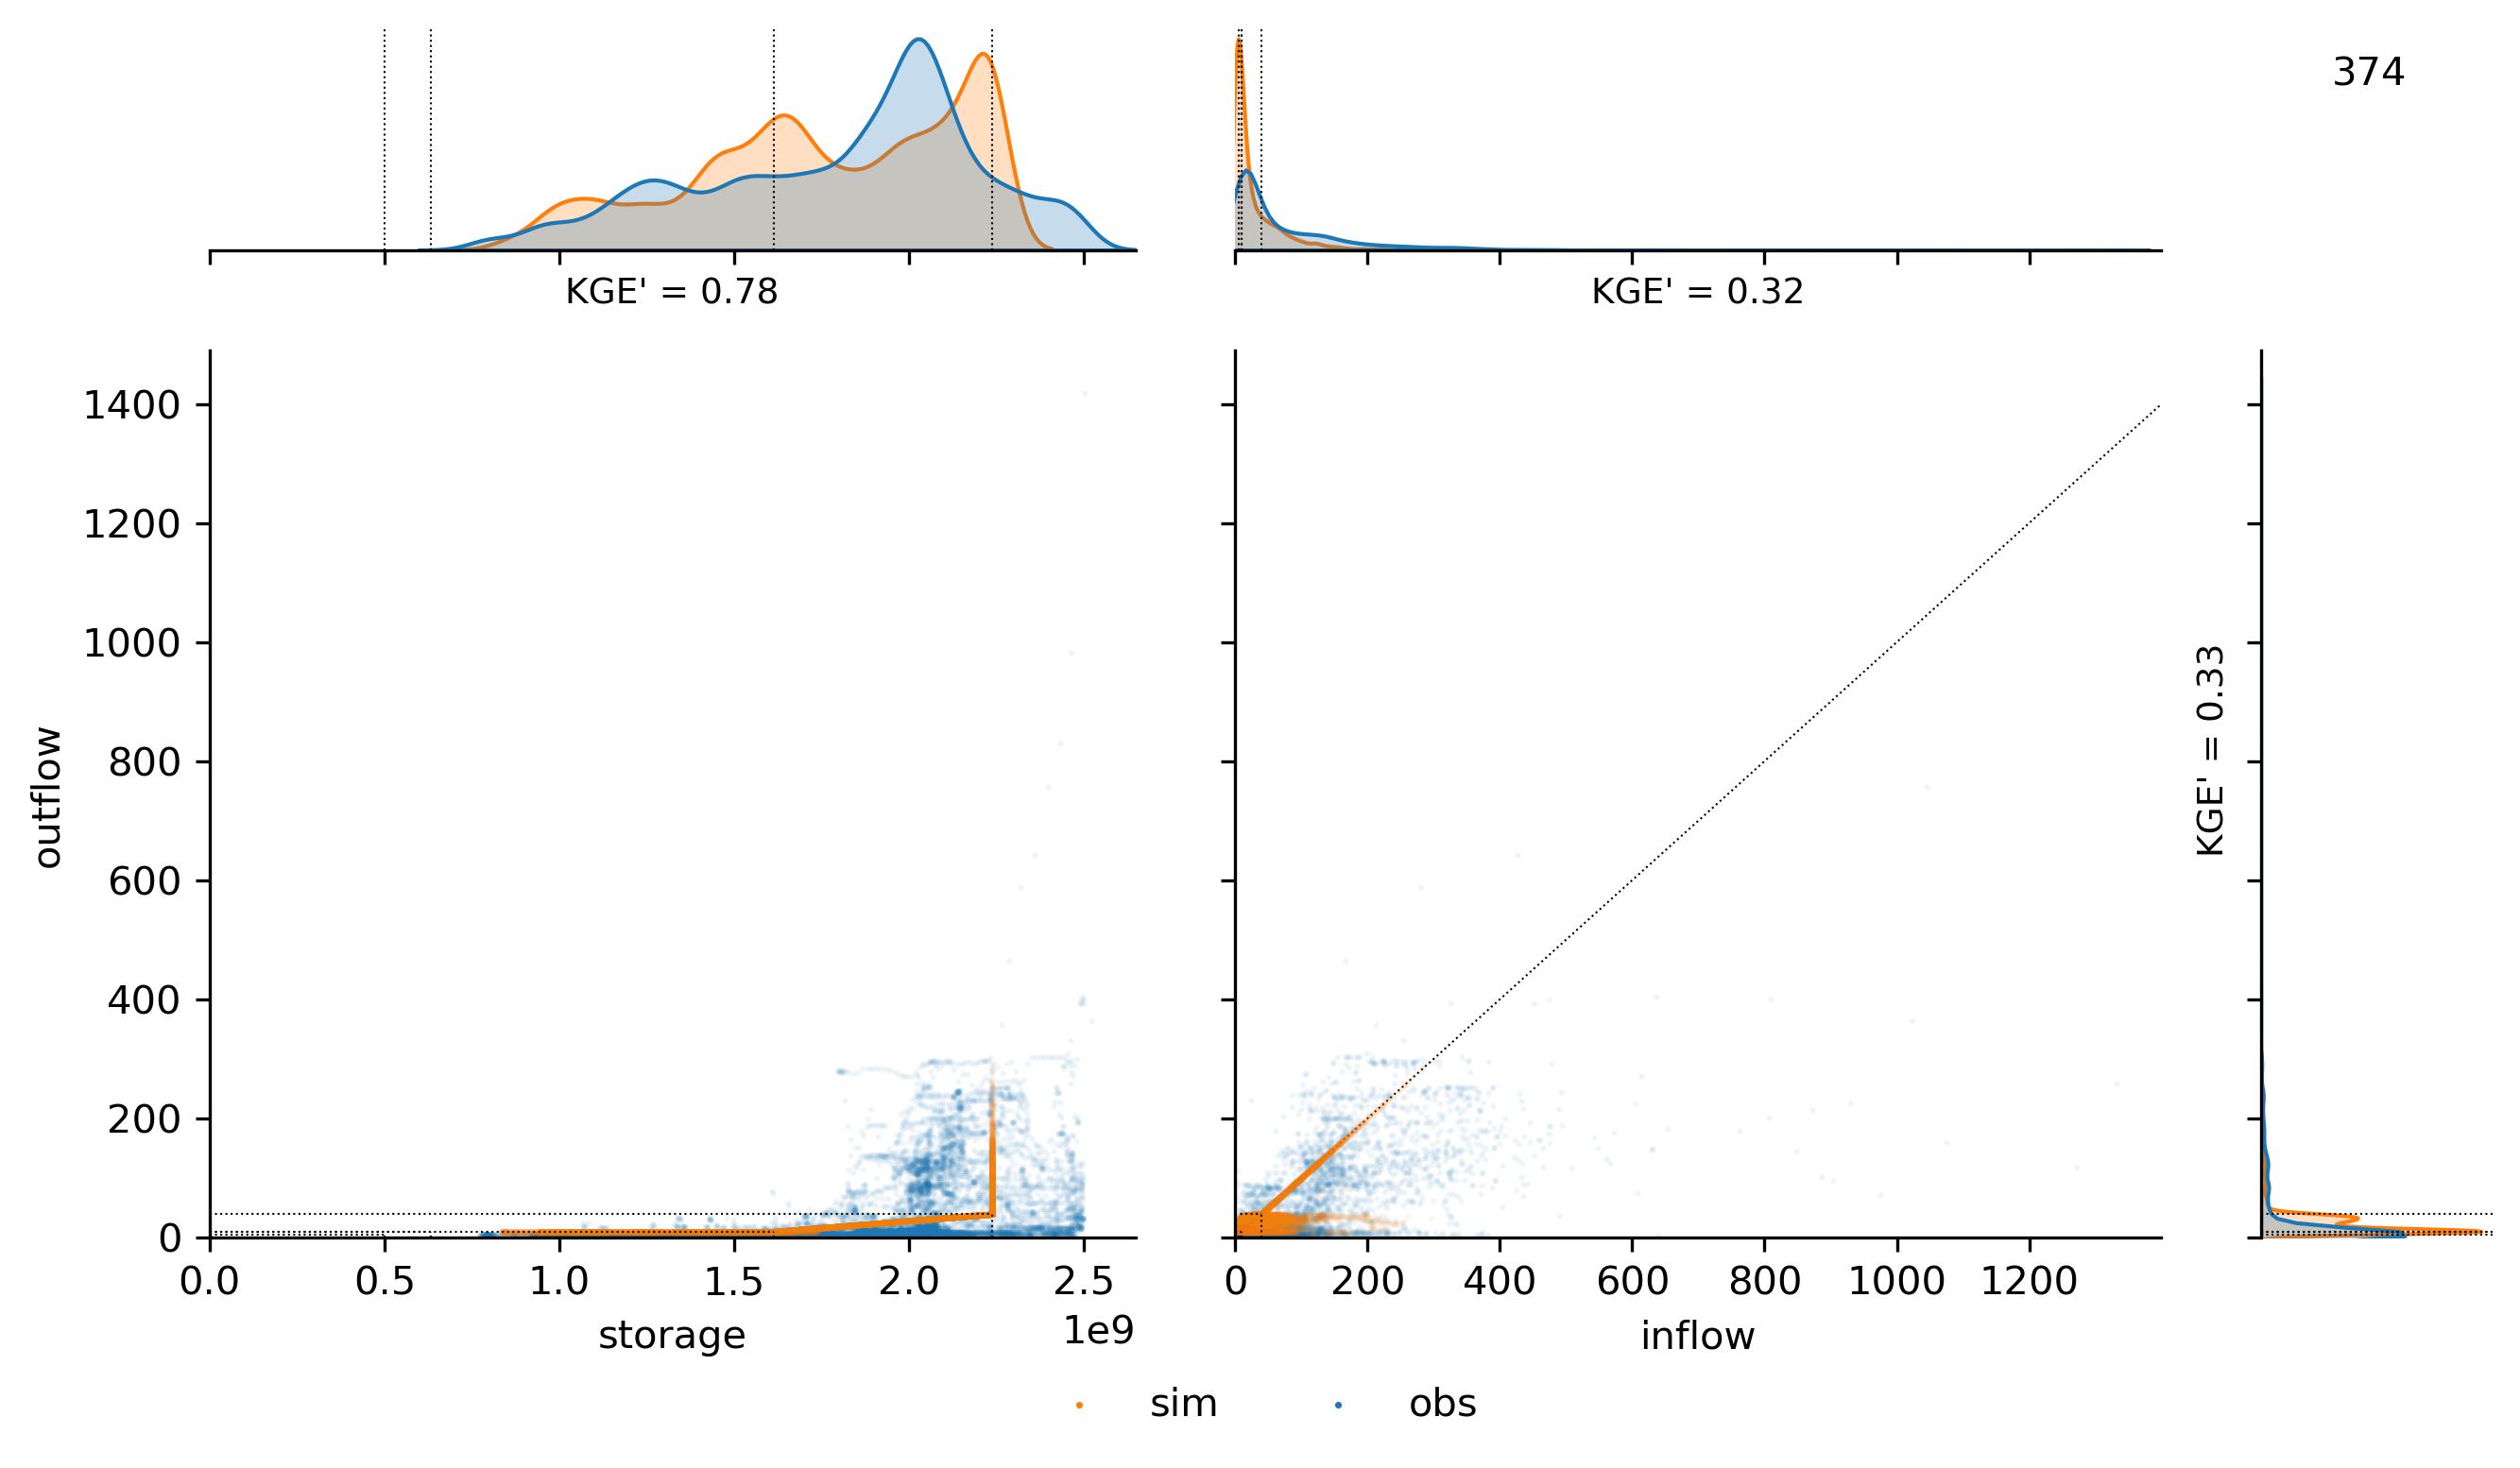 374
KGE' = 0.78
KGE' = 0.32
1400
1200
1000
800
600
400
200
0
outflow
KGE' = 0.33
0.0 0.5 1.0 1.5 2.0 2.5
0 200 400 600 800 1000 1200
1e9
storage
inflow
sim obs